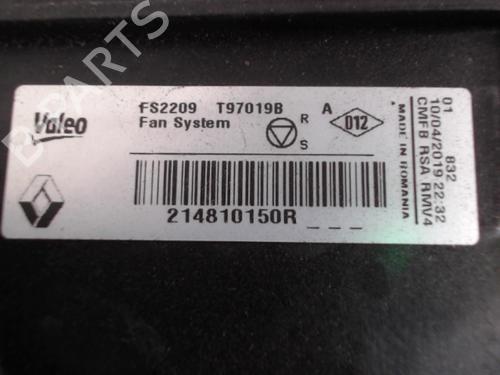 Valeo
FS2209 T97019B
Fan System
R
S
A
D12
214810150R
01 832
10/04/2019 22:32
CMFB RSA RMV4
MADE IN ROMANIA
B-PARTS